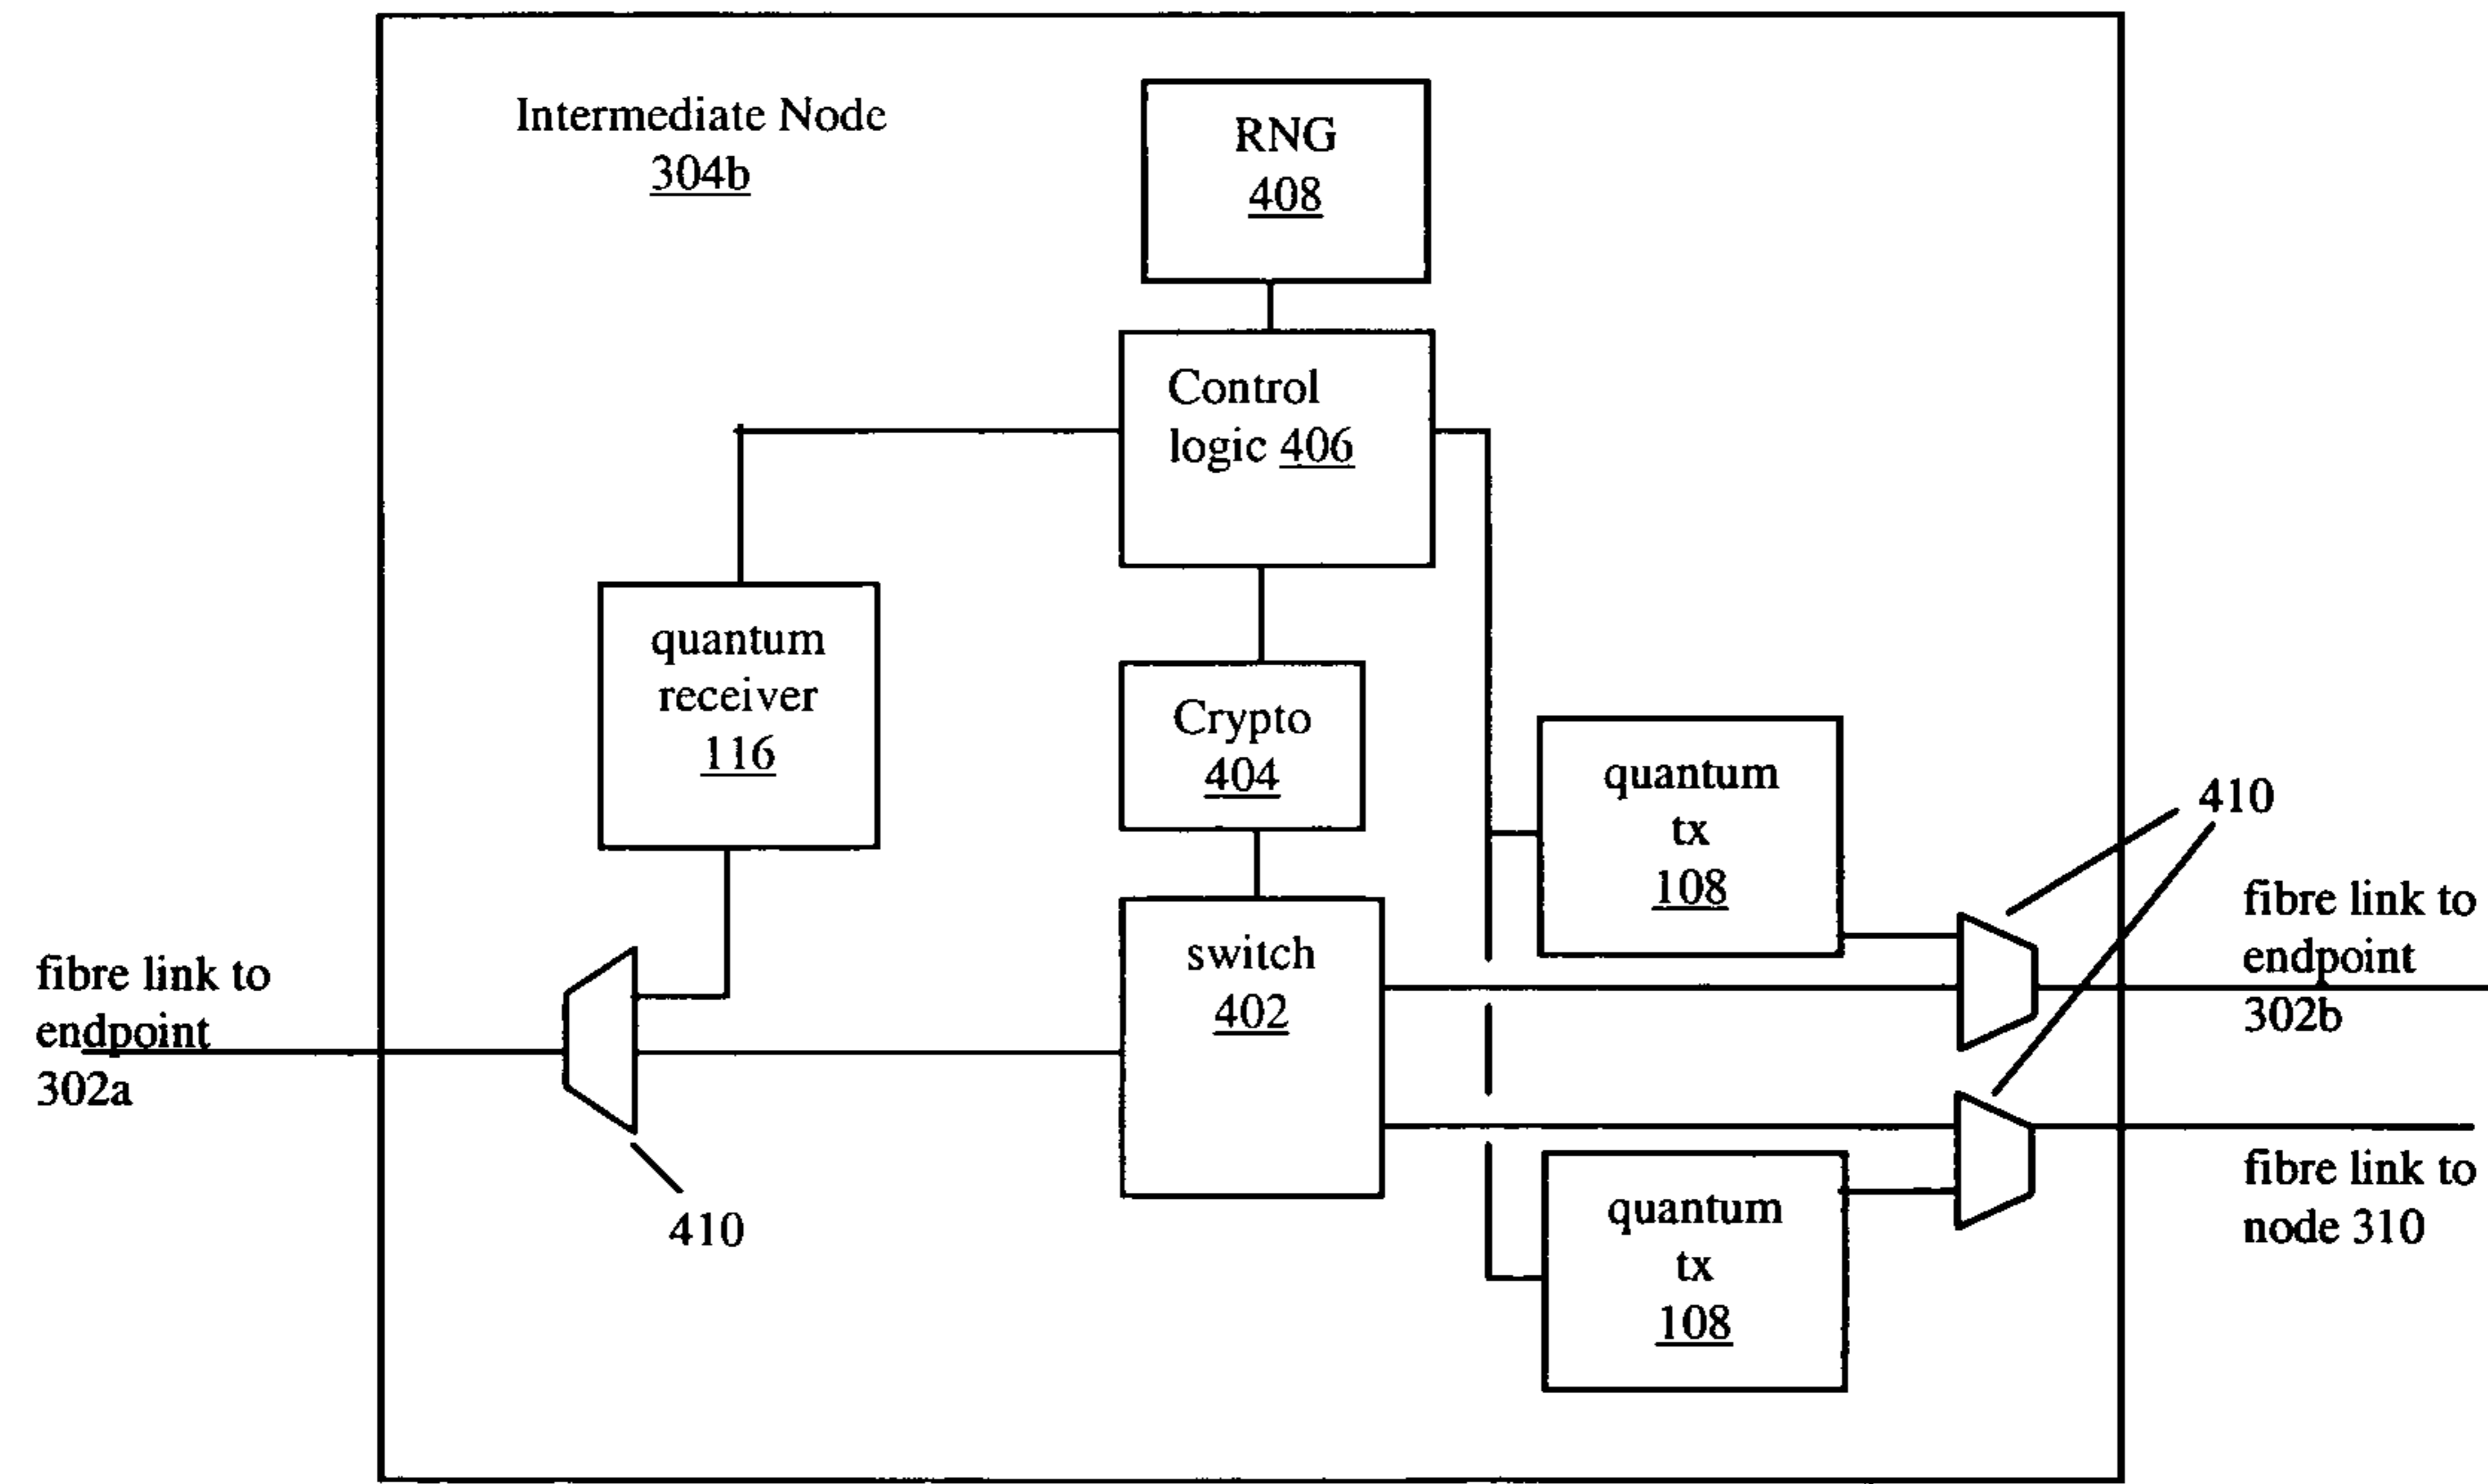 Intermediate Node
304b
RNG
408
Control
logic 406
quantum
receiver
116
Crypto
404
quantum
tx
108
410
switch
402
fibre link to
endpoint
302a
fibre link to
endpoint
302b
410
quantum
tx
108
fibre link to
node 310